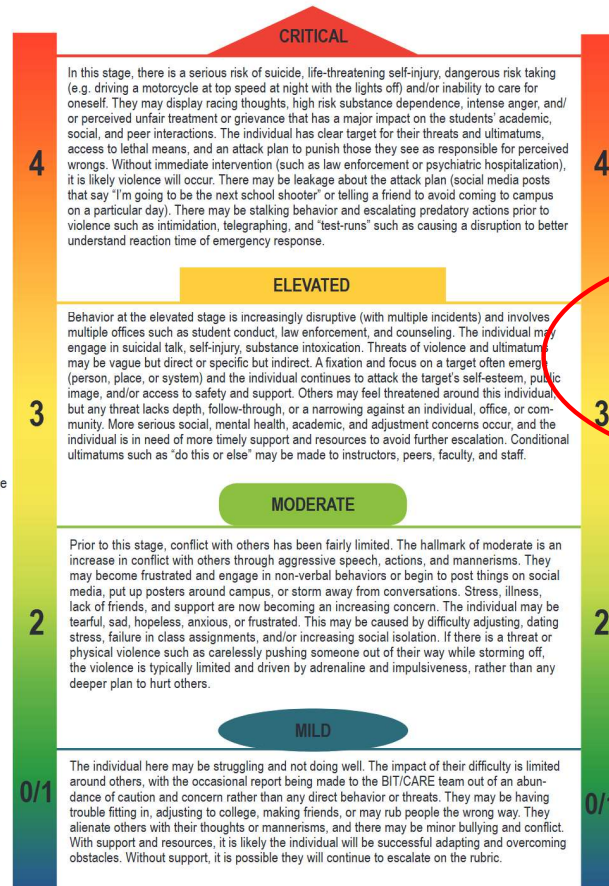 CRITICAL
In this stage, there is a serious risk of suicide, life-threatening self-injury, dangerous risk taking
(e.g. driving a motorcycle at top speed at night with the lights off) and/or inability to care for
oneself. They may display racing thoughts, high risk substance dependence, intense anger, and/
or perceived unfair treatment or grievance that has a major impact on the students' academic,
social, and peer interactions. The individual has clear target for their threats and ultimatums,
access to lethal means, and an attack plan to punish those they see as responsible for perceived
wrongs. Without immediate intervention (such as law enforcement or psychiatric hospitalization),
it is likely violence will occur. There may be leakage about the attack plan (social media posts
that say "I'm going to be the next school shooter" or telling a friend to avoid coming to campus
on a particular day). There may be stalking behavior and escalating predatory actions prior to
violence such as intimidation, telegraphing, and "test-runs" such as causing a disruption to better
understand reaction time of emergency response.
4
4
ELEVATED
Behavior at the elevated stage is increasingly disruptive (with multiple incidents) and involves
multiple offices such as student conduct, law enforcement, and counseling. The individual may
engage in suicidal talk, self-injury, substance intoxication. Threats of violence and ultimatums
may be vague but direct or specific but indirect. A fixation and focus on a target often emerge
(person, place, or system) and the individual continues to attack the target's self-esteem, public
image, and/or access to safety and support. Others may feel threatened around this individual,
but any threat lacks depth, follow-through, or a narrowing against an individual, office, or com-
munity. More serious social, mental health, academic, and adjustment concerns occur, and the
individual is in need of more timely support and resources to avoid further escalation. Conditional
ultimatums such as "do this or else" may be made to instructors, peers, faculty, and staff.
3
3
e
MODERATE
Prior to this stage, conflict with others has been fairly limited. The hallmark of moderate is an
increase in conflict with others through aggressive speech, actions, and mannerisms. They
may become frustrated and engage in non-verbal behaviors or begin to post things on social
media, put up posters around campus, or storm away from conversations. Stress, illness,
lack of friends, and support are now becoming an increasing concern. The individual may be
tearful, sad, hopeless, anxious, or frustrated. This may be caused by difficulty adjusting, dating
stress, failure in class assignments, and/or increasing social isolation. If there is a threat or
physical violence such as carelessly pushing someone out of their way while storming off,
the violence is typically limited and driven by adrenaline and impulsiveness, rather than any
deeper plan to hurt others.
2
2
MILD
The individual here may be struggling and not doing well. The impact of their difficulty is limited
around others, with the occasional report being made to the BIT/CARE team out of an abun-
dance of caution and concern rather than any direct behavior or threats. They may be having
trouble fitting in, adjusting to college, making friends, or may rub people the wrong way. They
alienate others with their thoughts or mannerisms, and there may be minor bullying and conflict.
With support and resources, it is likely the individual will be successful adapting and overcoming
obstacles. Without support, it is possible they will continue to escalate on the rubric.
0/1
0/